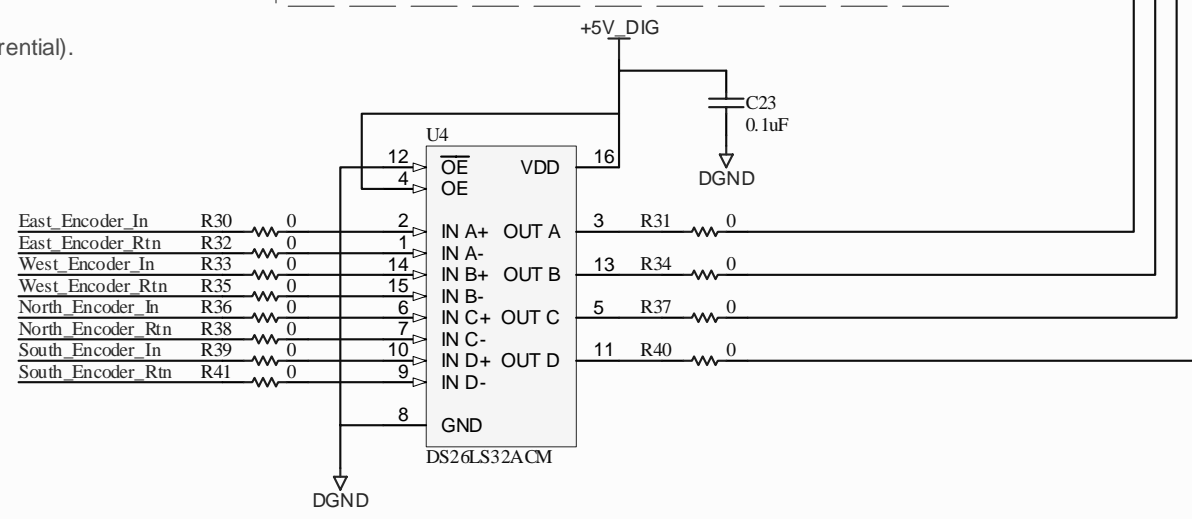 rential).
+5V_DIG
C23
0.1uF
DGND
U4
12 OE VDD 16
4 OE
East_Encoder_In R30 0 2 IN A+ OUT A 3 R31 0
East_Encoder_Rtn R32 0 1 IN A-
West_Encoder_In R33 0 14 IN B+ OUT B 13 R34 0
West_Encoder_Rtn R35 0 15 IN B-
North_Encoder_In R36 0 6 IN C+ OUT C 5 R37 0
North_Encoder_Rtn R38 0 7 IN C-
South_Encoder_In R39 0 10 IN D+ OUT D 11 R40 0
South_Encoder_Rtn R41 0 9 IN D-
8 GND
DS26LS32ACM
DGND